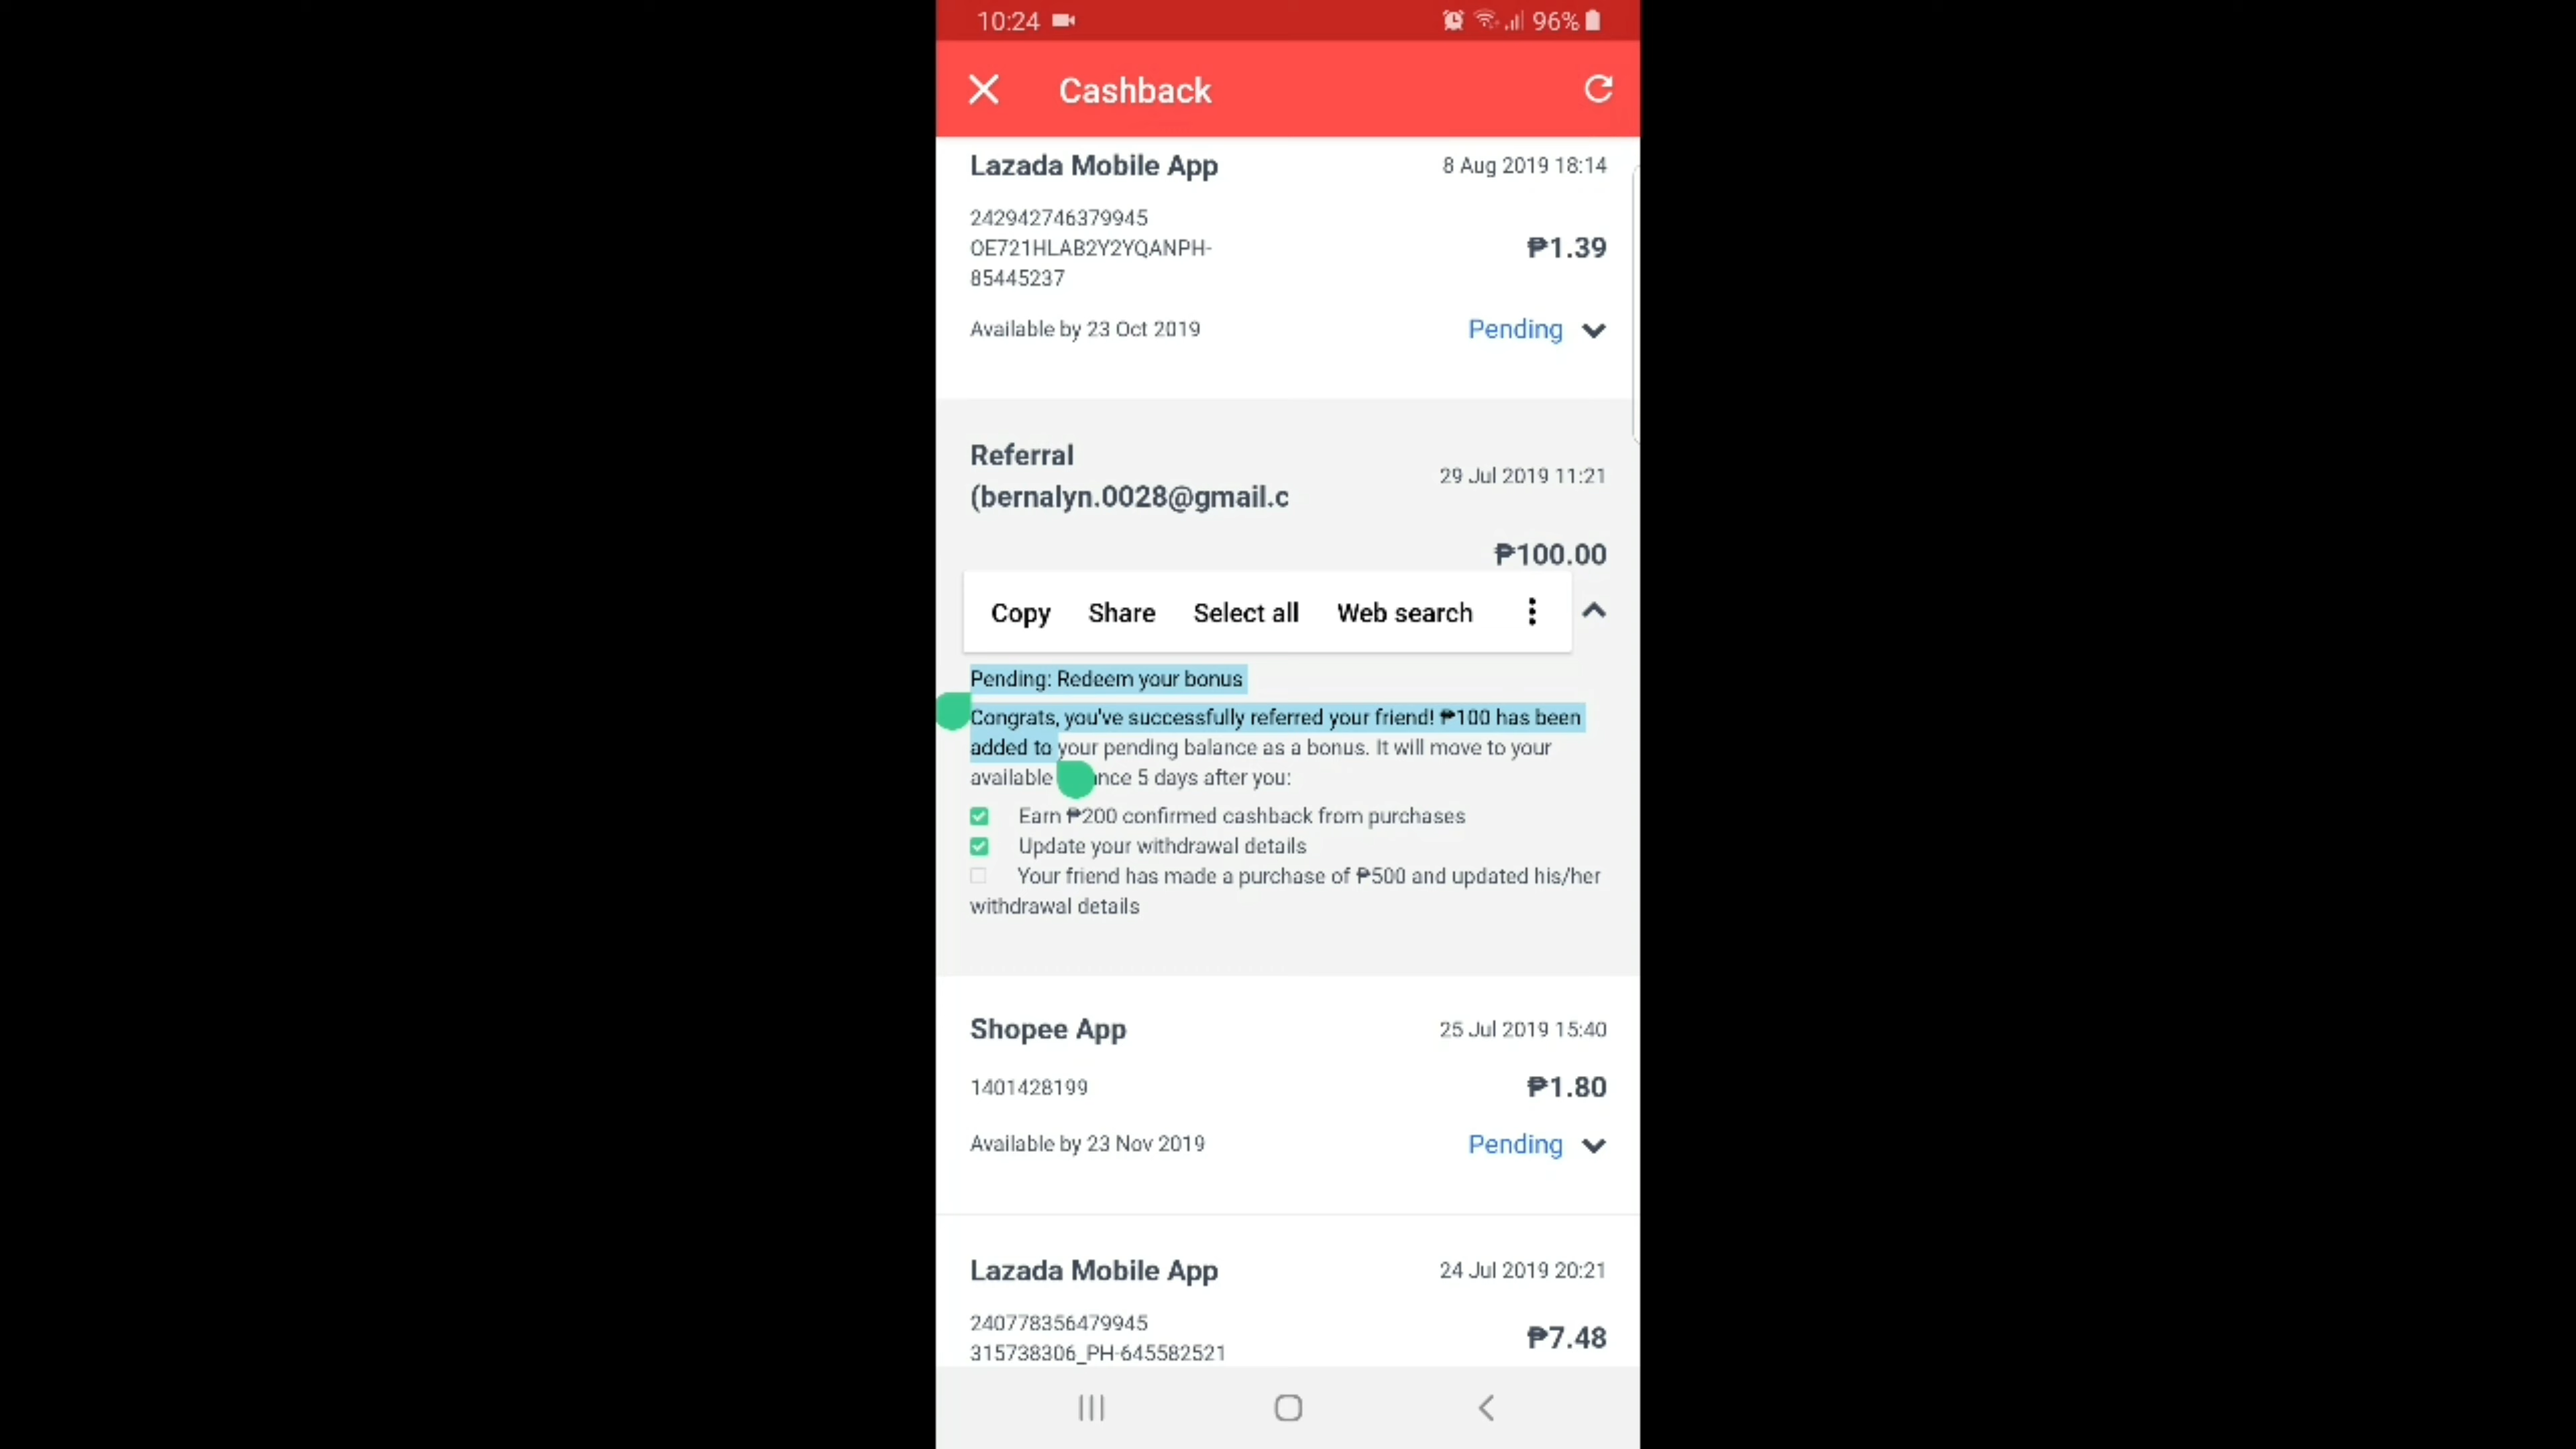 10:24 96%
Cashback
Lazada Mobile App 8 Aug 2019 18:14
242942746379945
OE721HLAB2Y2YQANPH- ₱1.39
85445237
Available by 23 Oct 2019 Pending
Referral
29 Jul 2019 11:21
(bernalyn.0028@gmail.c
₱100.00
Copy Share Select all Web search
Pending: Redeem your bonus
Congrats, you've successfully referred your friend! ₱100 has been
added to your pending balance as a bonus. It will move to your
available nce 5 days after you:
Earn ₱200 confirmed cashback from purchases
Update your withdrawal details
Your friend has made a purchase of ₱500 and updated his/her
withdrawal details
Shopee App 25 Jul 2019 15:40
1401428199 ₱1.80
Available by 23 Nov 2019 Pending
Lazada Mobile App 24 Jul 2019 20:21
240778356479945
₱7.48
315738306_PH-645582521